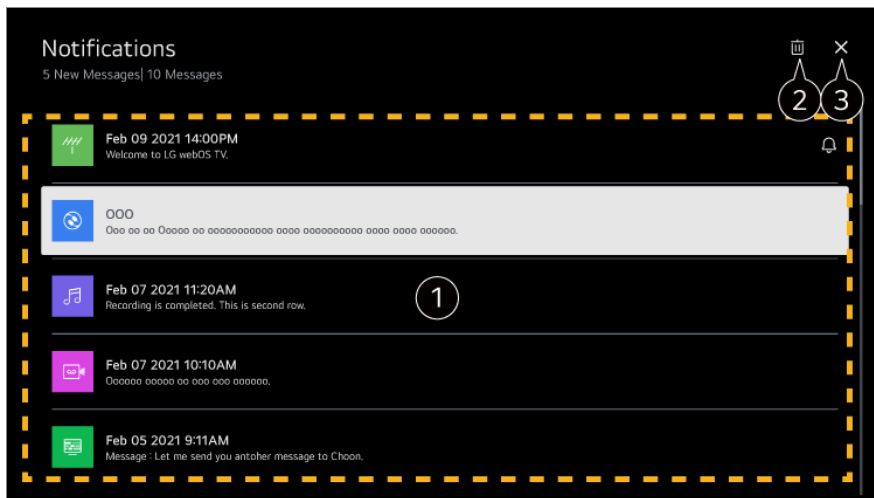 Notifications
5 New Messages| 10 Messages
2
3
Feb 09 2021 14:00PM
Welcome to LG webOS TV.
OOO
Ooo oo oo Ooooo oo ooooooooooo oooo oooooooooo oooo oooo oooooo.
1
Feb 07 2021 11:20AM
Recording is completed. This is second row.
Feb 07 2021 10:10AM
Oooooo ooooo oo ooo ooo oooooo.
Feb 05 2021 9:11AM
Message : Let me send you antoher message to Choon.